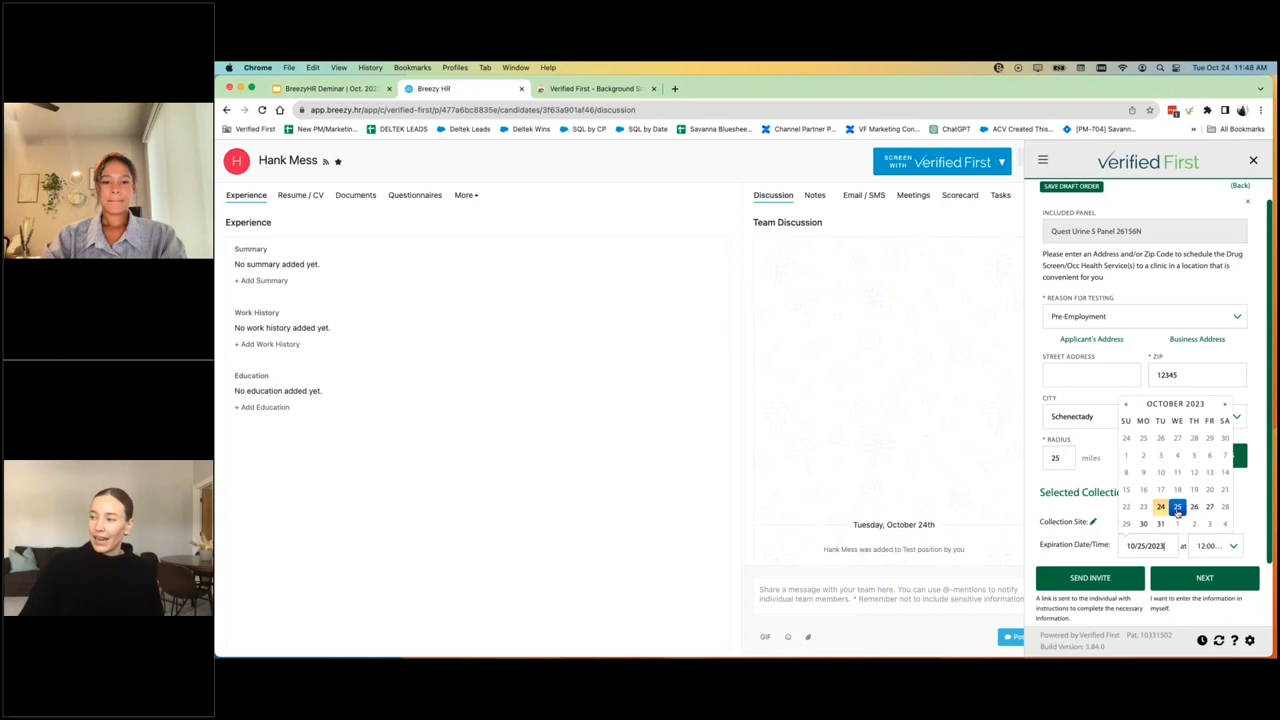 Chrome File Edit View History Bookmarks Profiles Tab Window Help
Tue Oct 24 11:48 AM
BreezyHR Deminar | Oct. 202
Breezy HR
Verified First - Background S
app.breezy.hr/app/c/verified-first/p/477a6bc8835e/candidates/3f63a901af46/discussion
Verified First
New PM/Marketin...
DELTEK LEADS
Deltek Leads
Deltek Wins
SQL by CP
SQL by Date
Savanna Blueshee...
Channel Partner P...
VF Marketing Con...
ChatGPT
ACV Created This...
[PM-704] Savann...
» All Bookmarks
H Hank Mess
SCREEN WITH Verified First
Experience Resume / CV Documents Questionnaires More
Experience
Summary
No summary added yet.
+ Add Summary
Work History
No work history added yet.
+ Add Work History
Education
No education added yet.
+ Add Education
Discussion Notes Email / SMS Meetings Scorecard Tasks
Team Discussion
Tuesday, October 24th
Hank Mess was added to Test position by you
Share a message with your team here. You can use @-mentions to notify
individual team members. * Remember not to include sensitive information
GIF
Pos
Verified First
SAVE DRAFT ORDER
(Back)
INCLUDED PANEL
Quest Urine 5 Panel 26156N
Please enter an Address and/or Zip Code to schedule the Drug
Screen/Occ Health Service(s) to a clinic in a location that is
convenient for you
* REASON FOR TESTING
Pre-Employment
Applicant's Address Business Address
STREET ADDRESS * ZIP
12345
CITY
Schenectady
« OCTOBER 2023 »
SU MO TU WE TH FR SA
24 25 26 27 28 29 30
1 2 3 4 5 6 7
8 9 10 11 12 13 14
15 16 17 18 19 20 21
22 23 24 25 26 27 28
29 30 31 1 2 3 4
* RADIUS
25 miles
Selected Collecti
Collection Site:
Expiration Date/Time: 10/25/2023 at 12:00...
SEND INVITE NEXT
A link is sent to the individual with
instructions to complete the necessary
information.
I want to enter the information in
myself.
Powered by Verified First Pat. 10331502
Build Version: 3.84.0